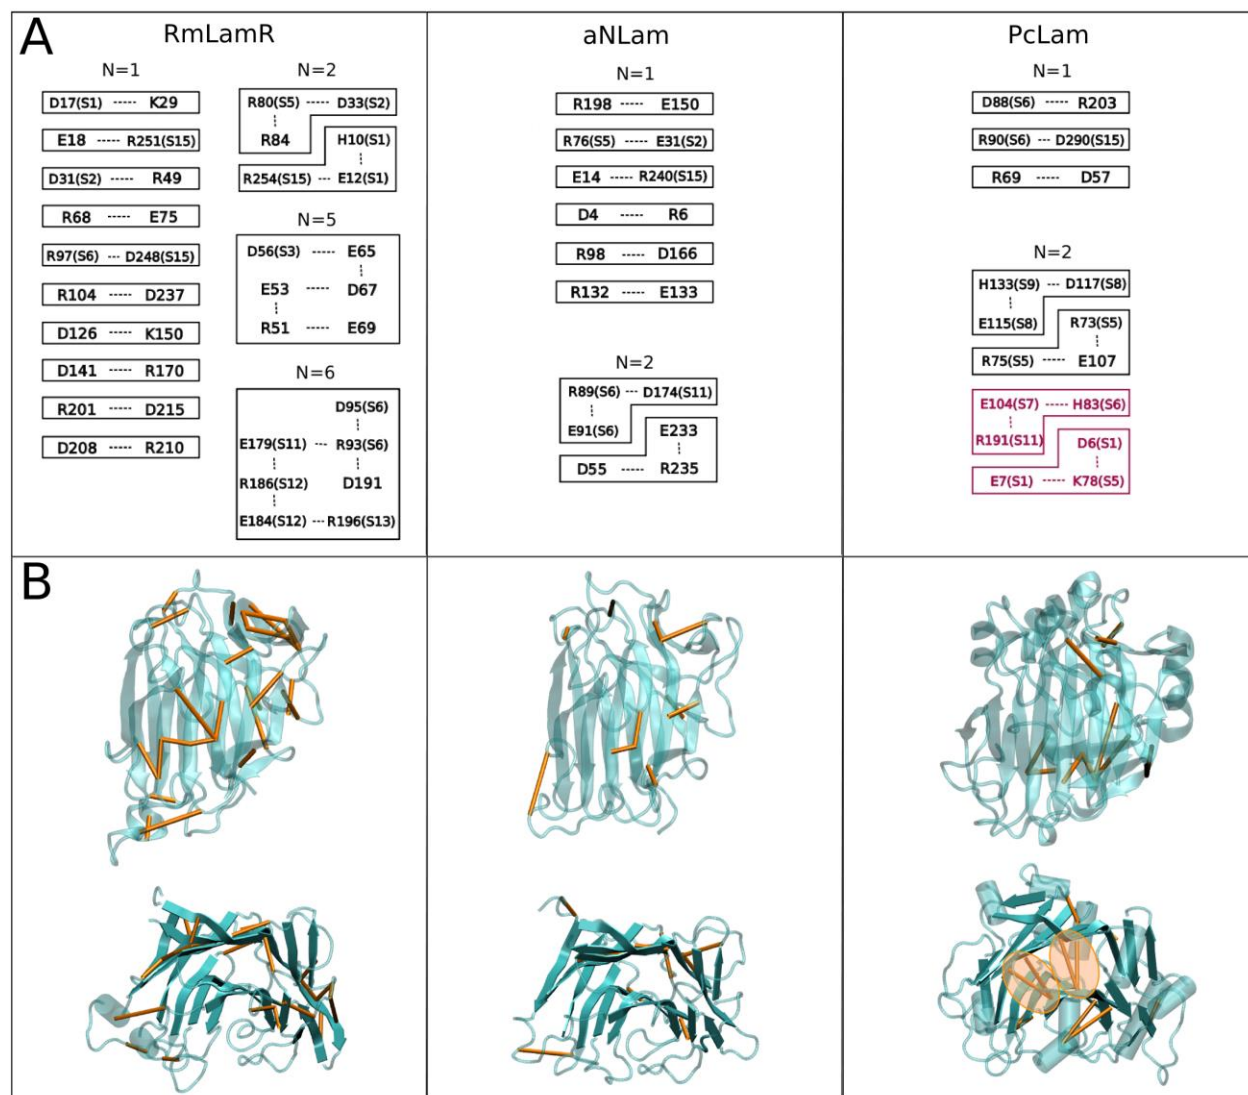 A
RmLamR
N=1
D17(S1) ----- K29
E18 ----- R251(S15)
D31(S2) ----- R49
R68 ----- E75
R97(S6) --- D248(S15)
R104 ----- D237
D126 ----- K150
D141 ----- R170
R201 ----- D215
D208 ----- R210
N=2
R80(S5) ---- D33(S2)
R84
H10(S1)
R254(S15) --- E12(S1)
N=5
D56(S3) ----- E65
E53 ----- D67
R51 ----- E69
N=6
D95(S6)
E179(S11) --- R93(S6)
R186(S12) D191
E184(S12) --- R196(S13)
aNLam
N=1
R198 ----- E150
R76(S5) ----- E31(S2)
E14 ----- R240(S15)
D4 ----- R6
R98 ----- D166
R132 ----- E133
N=2
R89(S6) --- D174(S11)
E91(S6)
E233
D55 ----- R235
PcLam
N=1
D88(S6) ----- R203
R90(S6) --- D290(S15)
R69 ----- D57
N=2
H133(S9) --- D117(S8)
E115(S8)
R73(S5)
R75(S5) ----- E107
E104(S7) ---- H83(S6)
R191(S11)
D6(S1)
E7(S1) ----- K78(S5)
B